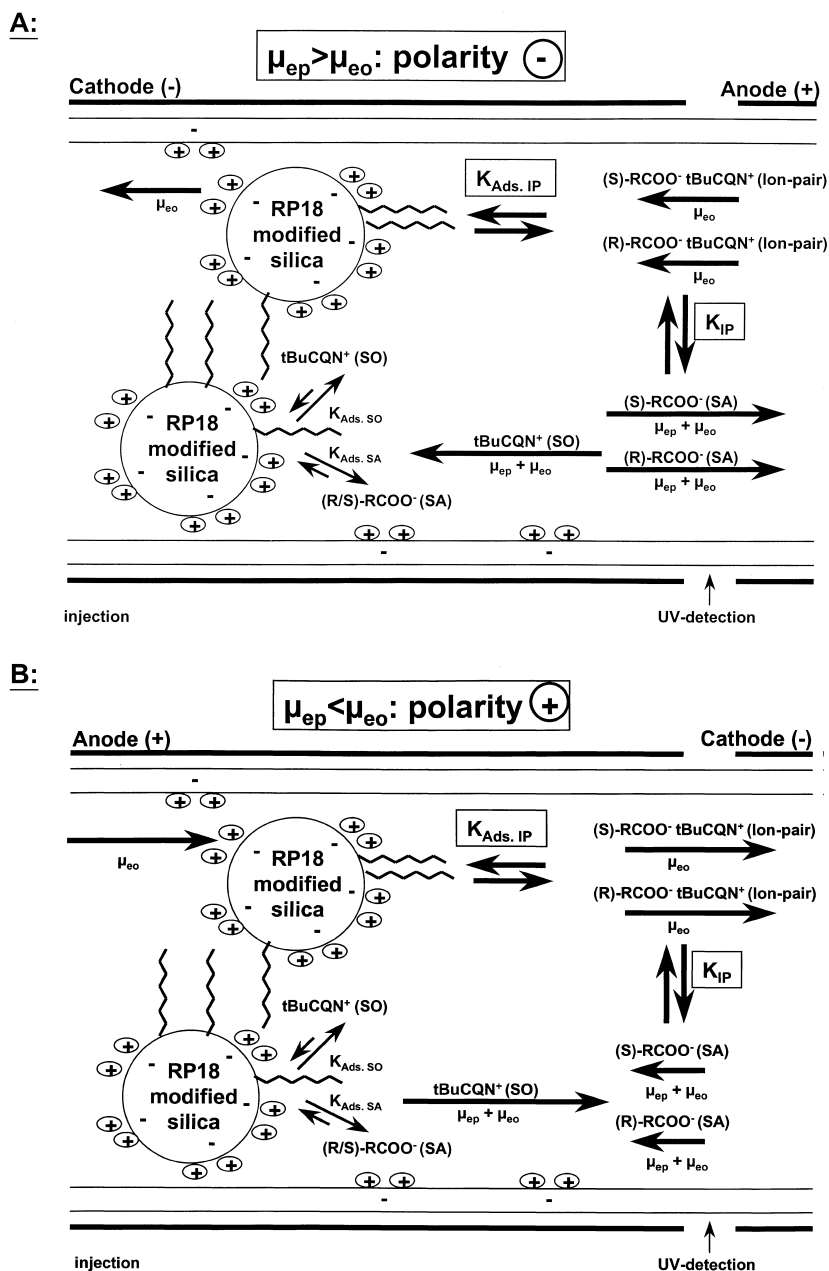 A:
μep>μeo: polarity -
Cathode (-)
Anode (+)
-
+ +
μeo
RP18
modified
silica
KAds. IP
(S)-RCOO⁻ tBuCQN⁺ (Ion-pair)
μeo
(R)-RCOO⁻ tBuCQN⁺ (Ion-pair)
μeo
KIP
tBuCQN⁺ (SO)
KAds. SO
RP18
modified
silica
KAds. SA
(R/S)-RCOO⁻ (SA)
tBuCQN⁺ (SO)
μep + μeo
(S)-RCOO⁻ (SA)
μep + μeo
(R)-RCOO⁻ (SA)
μep + μeo
+ + + +
- -
injection
UV-detection
B:
μep<μeo: polarity +
Anode (+)
Cathode (-)
-
+ +
μeo
RP18
modified
silica
KAds. IP
(S)-RCOO⁻ tBuCQN⁺ (Ion-pair)
μeo
(R)-RCOO⁻ tBuCQN⁺ (Ion-pair)
μeo
KIP
tBuCQN⁺ (SO)
KAds. SO
RP18
modified
silica
KAds. SA
(R/S)-RCOO⁻ (SA)
tBuCQN⁺ (SO)
μep + μeo
(S)-RCOO⁻ (SA)
μep + μeo
(R)-RCOO⁻ (SA)
μep + μeo
+ + + +
- -
injection
UV-detection